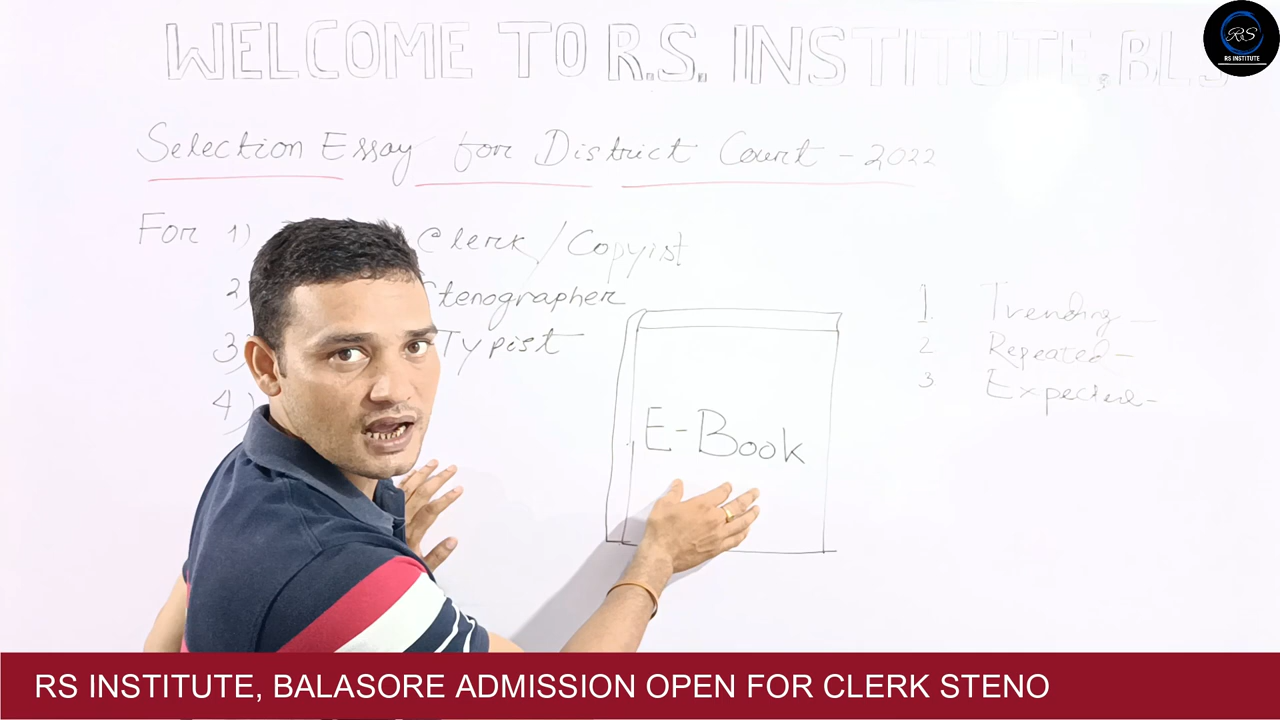 WELCOME TO R.S. INSTITUTE, BLS
RS
RS INSTITUTE
Selection Essay for District Court - 2022
For 1) Clerk / Copyist
2) Stenographer
3) Typist
4)
E-Book
1. Trending -
2 Repeated -
3 Expected -
RS INSTITUTE, BALASORE ADMISSION OPEN FOR CLERK STENO